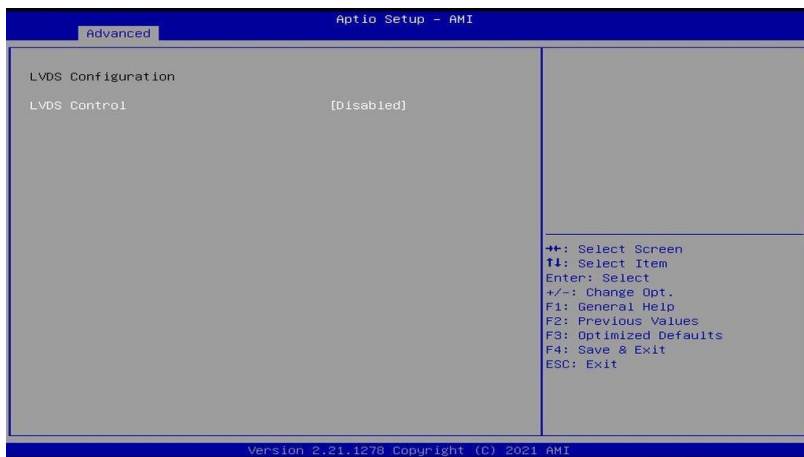 Aptio Setup - AMI
Advanced
LVDS Configuration
LVDS Control [Disabled]
→←: Select Screen
↑↓: Select Item
Enter: Select
+/-: Change Opt.
F1: General Help
F2: Previous Values
F3: Optimized Defaults
F4: Save & Exit
ESC: Exit
Version 2.21.1278 Copyright (C) 2021 AMI